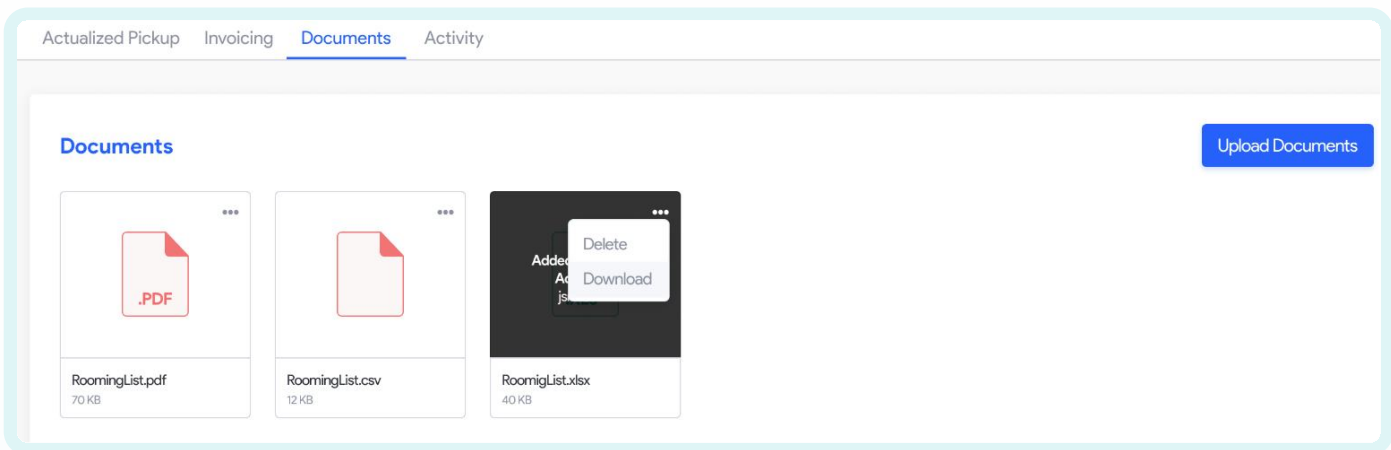 Actualized Pickup Invoicing Documents Activity
Documents
Upload Documents
•••
•••
•••
.PDF
Delete
Download
RoomingList.pdf
70 KB
RoomingList.csv
12 KB
RoomigList.xlsx
40 KB